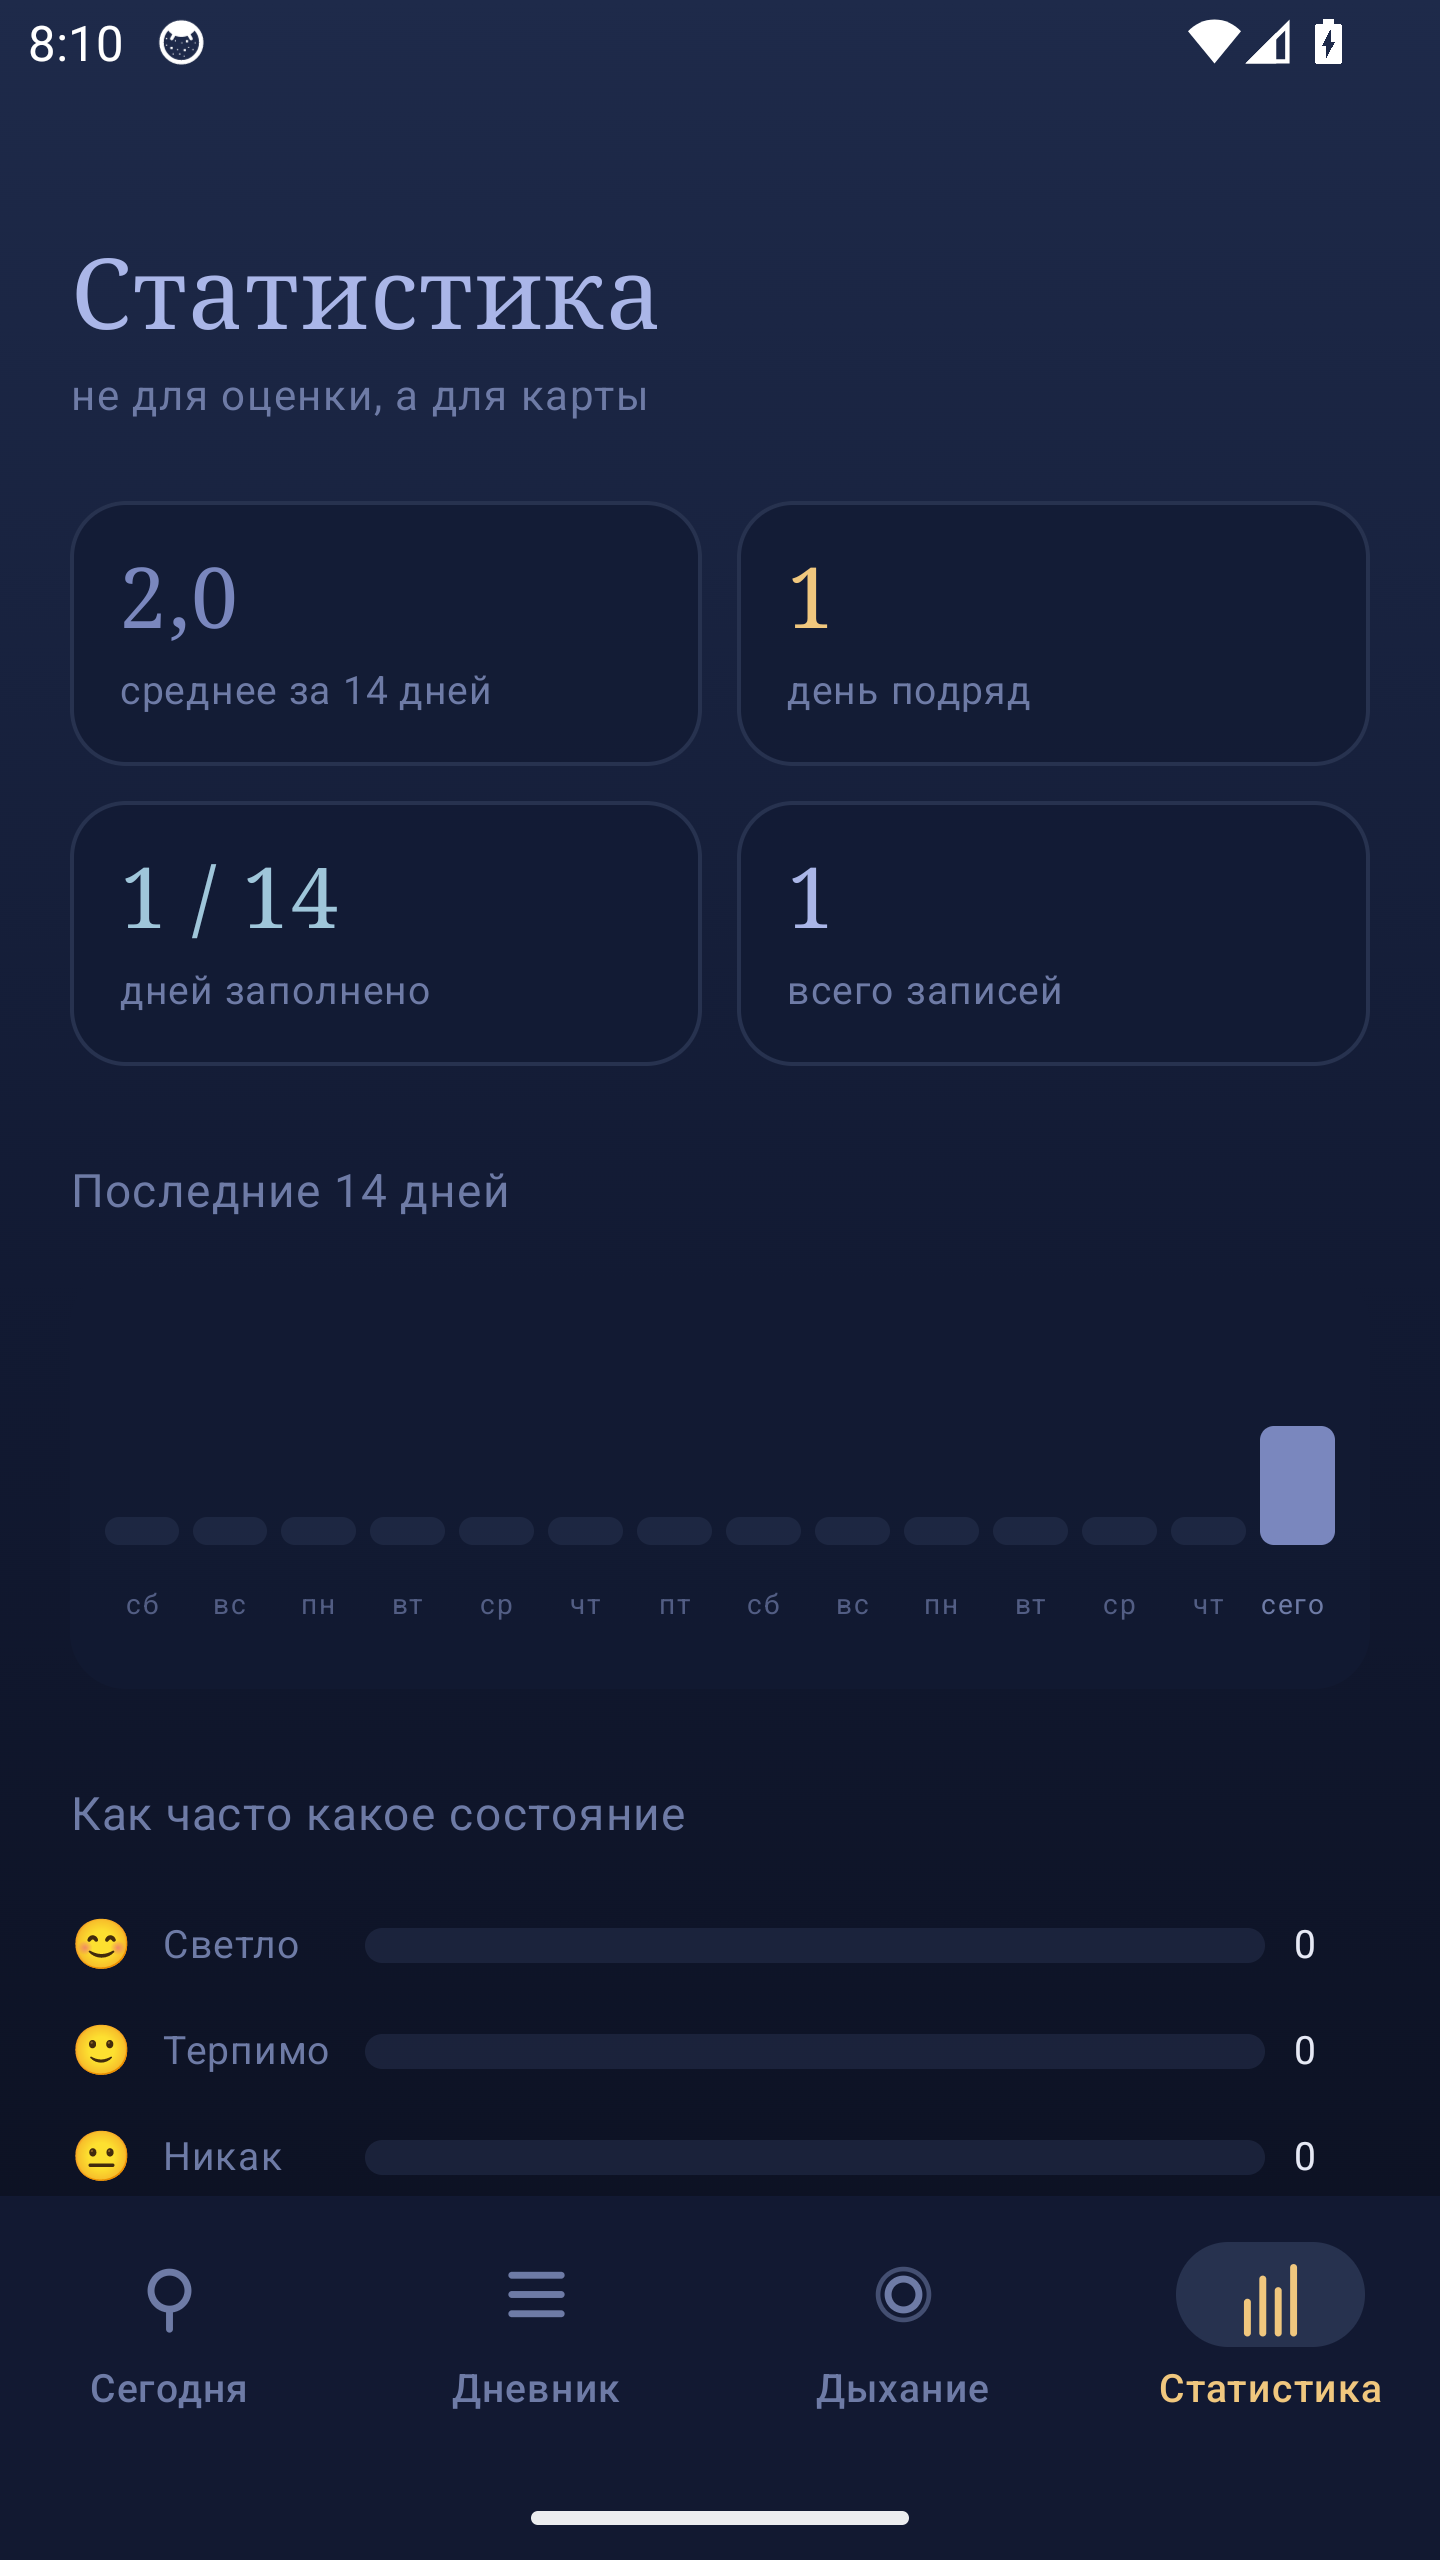 8:10
Статистика
не для оценки, а для карты
2,0
среднее за 14 дней
1
день подряд
1 / 14
дней заполнено
1
всего записей
Последние 14 дней
сб вс пн вт ср чт пт сб вс пн вт ср чт сего
Как часто какое состояние
Светло 0
Терпимо 0
Никак 0
Сегодня Дневник Дыхание Статистика